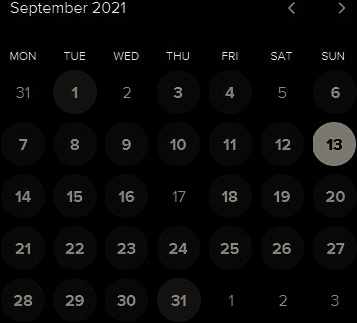 September 2021
MON TUE WED THU FRI SAT SUN
31 1 2 3 4 5 6
7 8 9 10 11 12 13
14 15 16 17 18 19 20
21 22 23 24 25 26 27
28 29 30 31 1 2 3